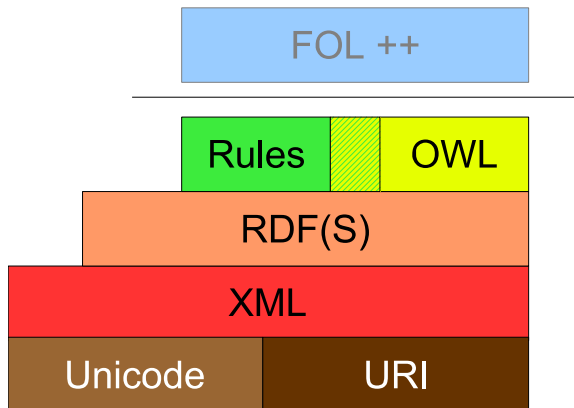 FOL ++
Rules OWL
RDF(S)
XML
Unicode URI